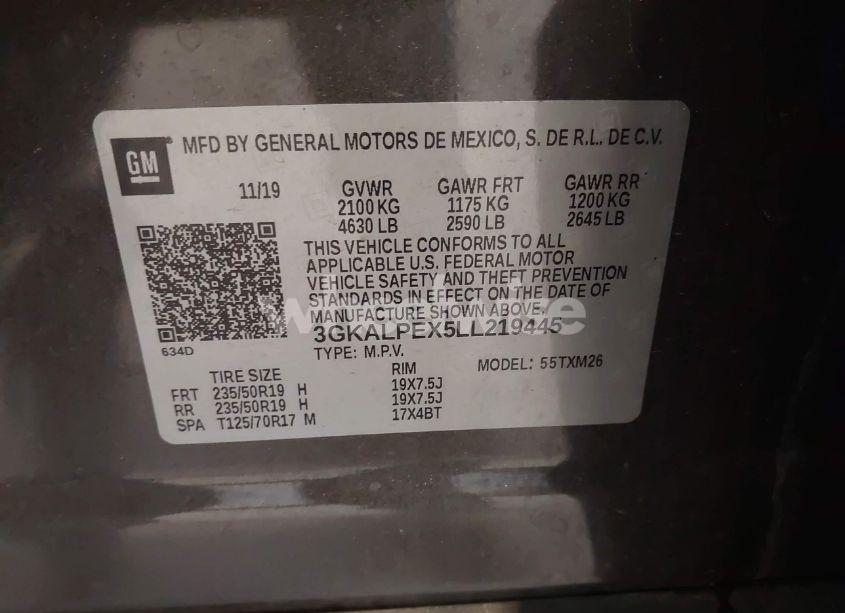 GM
MFD BY GENERAL MOTORS DE MEXICO, S. DE R.L. DE C.V.
11/19 GVWR GAWR FRT GAWR RR
2100 KG 1175 KG 1200 KG
4630 LB 2590 LB 2645 LB
THIS VEHICLE CONFORMS TO ALL
APPLICABLE U.S. FEDERAL MOTOR
VEHICLE SAFETY AND THEFT PREVENTION
STANDARDS IN EFFECT ON THE DATE OF
MANUFACTURE SHOWN ABOVE.
3GKALPEX5LL219445
634D
TYPE: M.P.V. MODEL: 55TXM26
TIRE SIZE RIM
FRT 235/50R19 H 19X7.5J
RR 235/50R19 H 19X7.5J
SPA T125/70R17 M 17X4BT